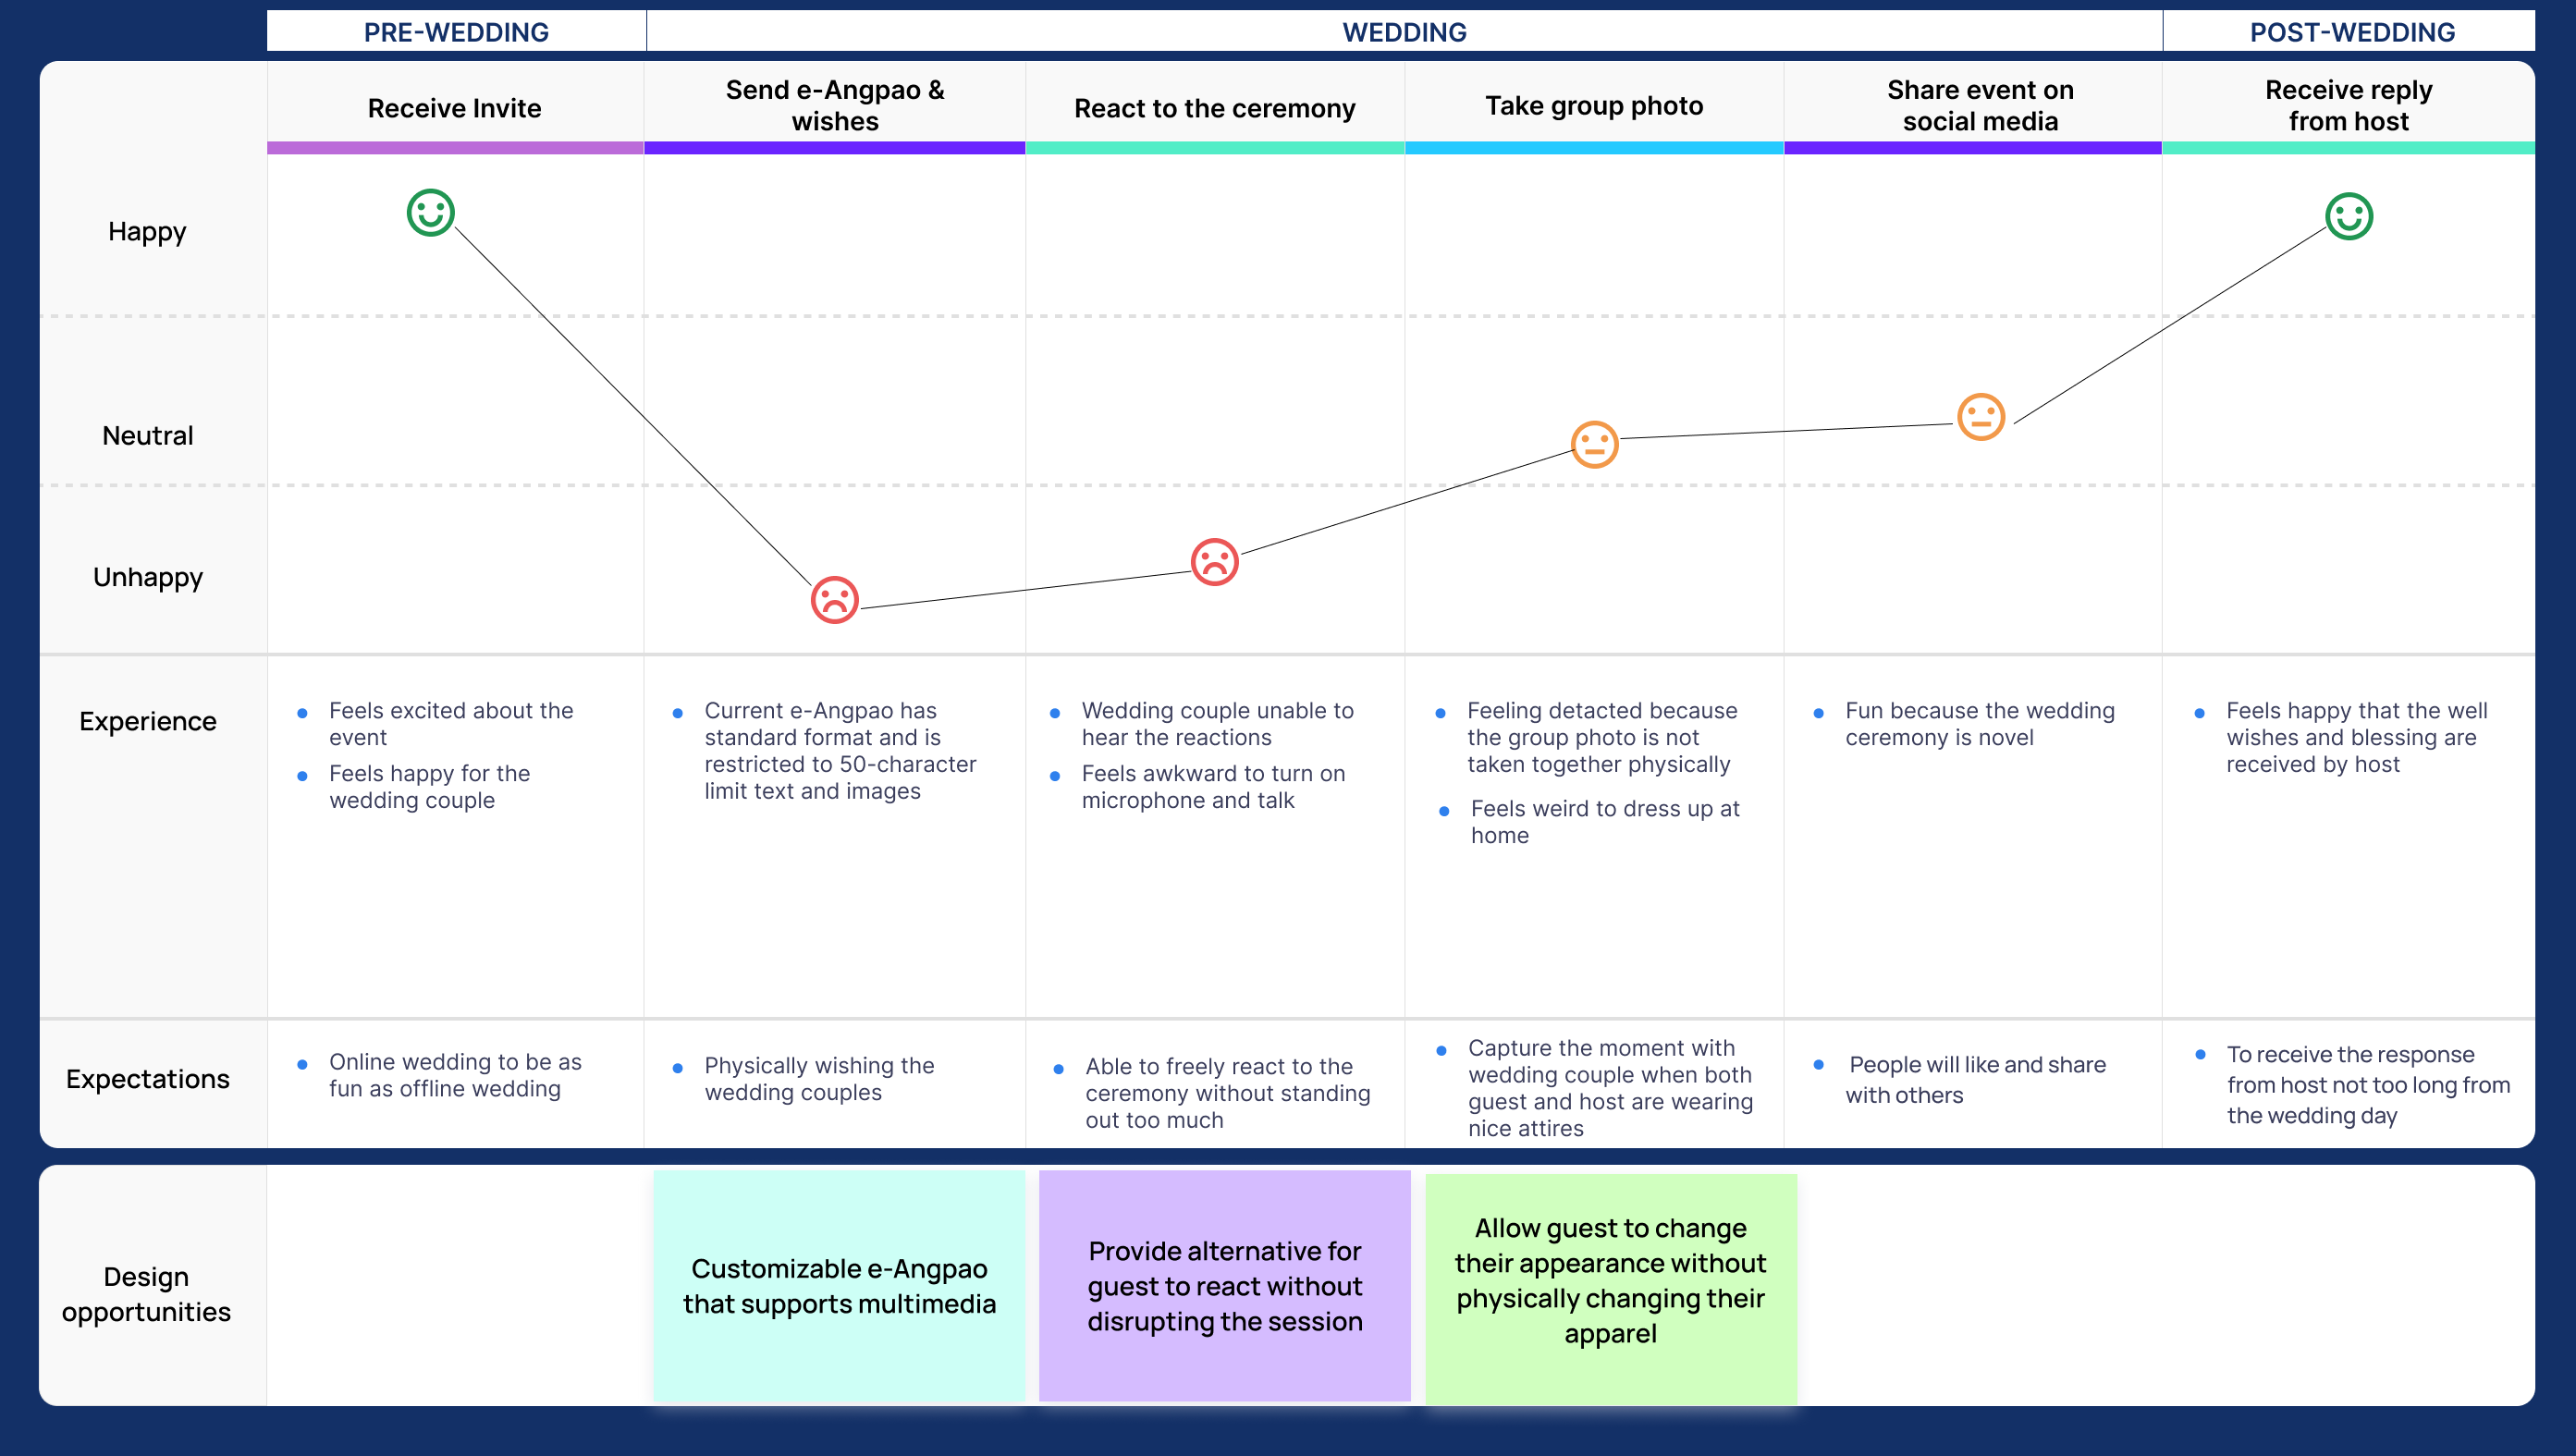 PRE-WEDDING
WEDDING
POST-WEDDING
Receive Invite
Send e-Angpao &
wishes
React to the ceremony
Take group photo
Share event on
social media
Receive reply
from host
Happy
Neutral
Unhappy
Experience
Feels excited about the
event
Feels happy for the
wedding couple
Current e-Angpao has
standard format and is
restricted to 50-character
limit text and images
Wedding couple unable to
hear the reactions
Feels awkward to turn on
microphone and talk
Feeling detacted because
the group photo is not
taken together physically
Feels weird to dress up at
home
Fun because the wedding
ceremony is novel
Feels happy that the well
wishes and blessing are
received by host
Expectations
Online wedding to be as
fun as offline wedding
Physically wishing the
wedding couples
Able to freely react to the
ceremony without standing
out too much
Capture the moment with
wedding couple when both
guest and host are wearing
nice attires
People will like and share
with others
To receive the response
from host not too long from
the wedding day
Design
opportunities
Customizable e-Angpao
that supports multimedia
Provide alternative for
guest to react without
disrupting the session
Allow guest to change
their appearance without
physically changing their
apparel